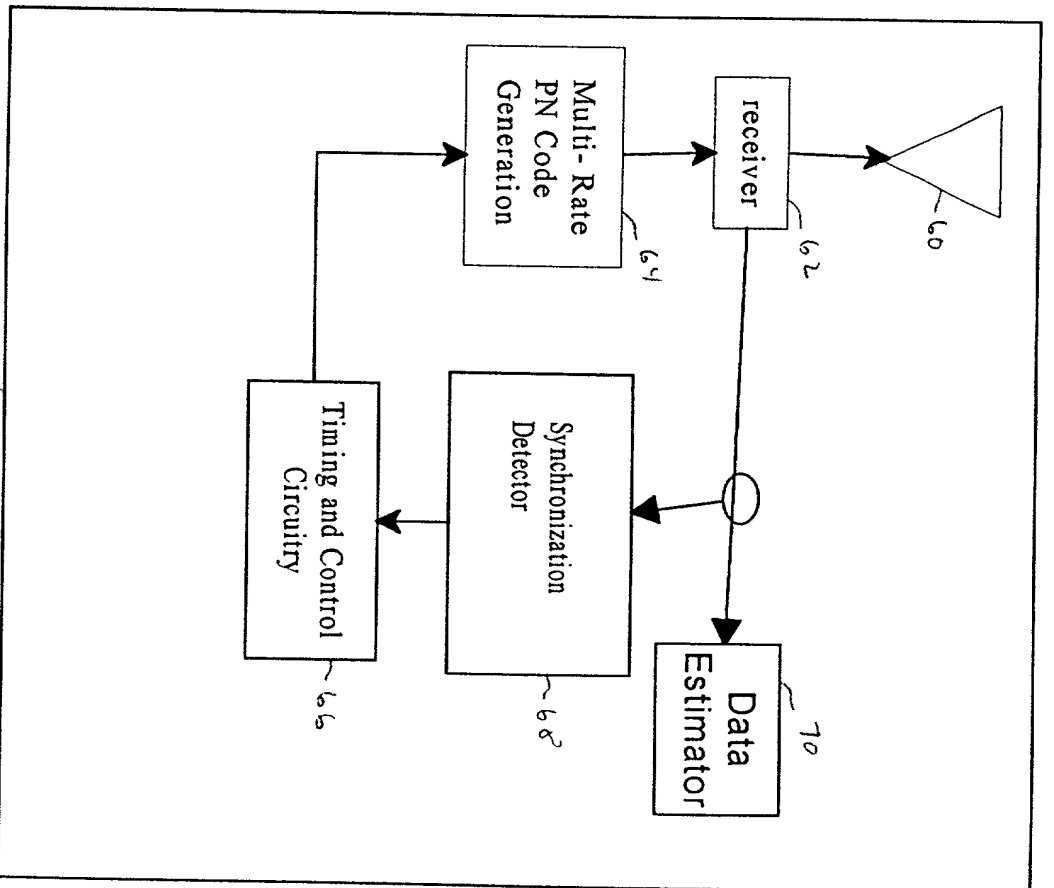 60
receiver
62
Multi- Rate
PN Code
Generation
64
Data
Estimator
70
Synchronization
Detector
68
Timing and Control
Circuitry
66